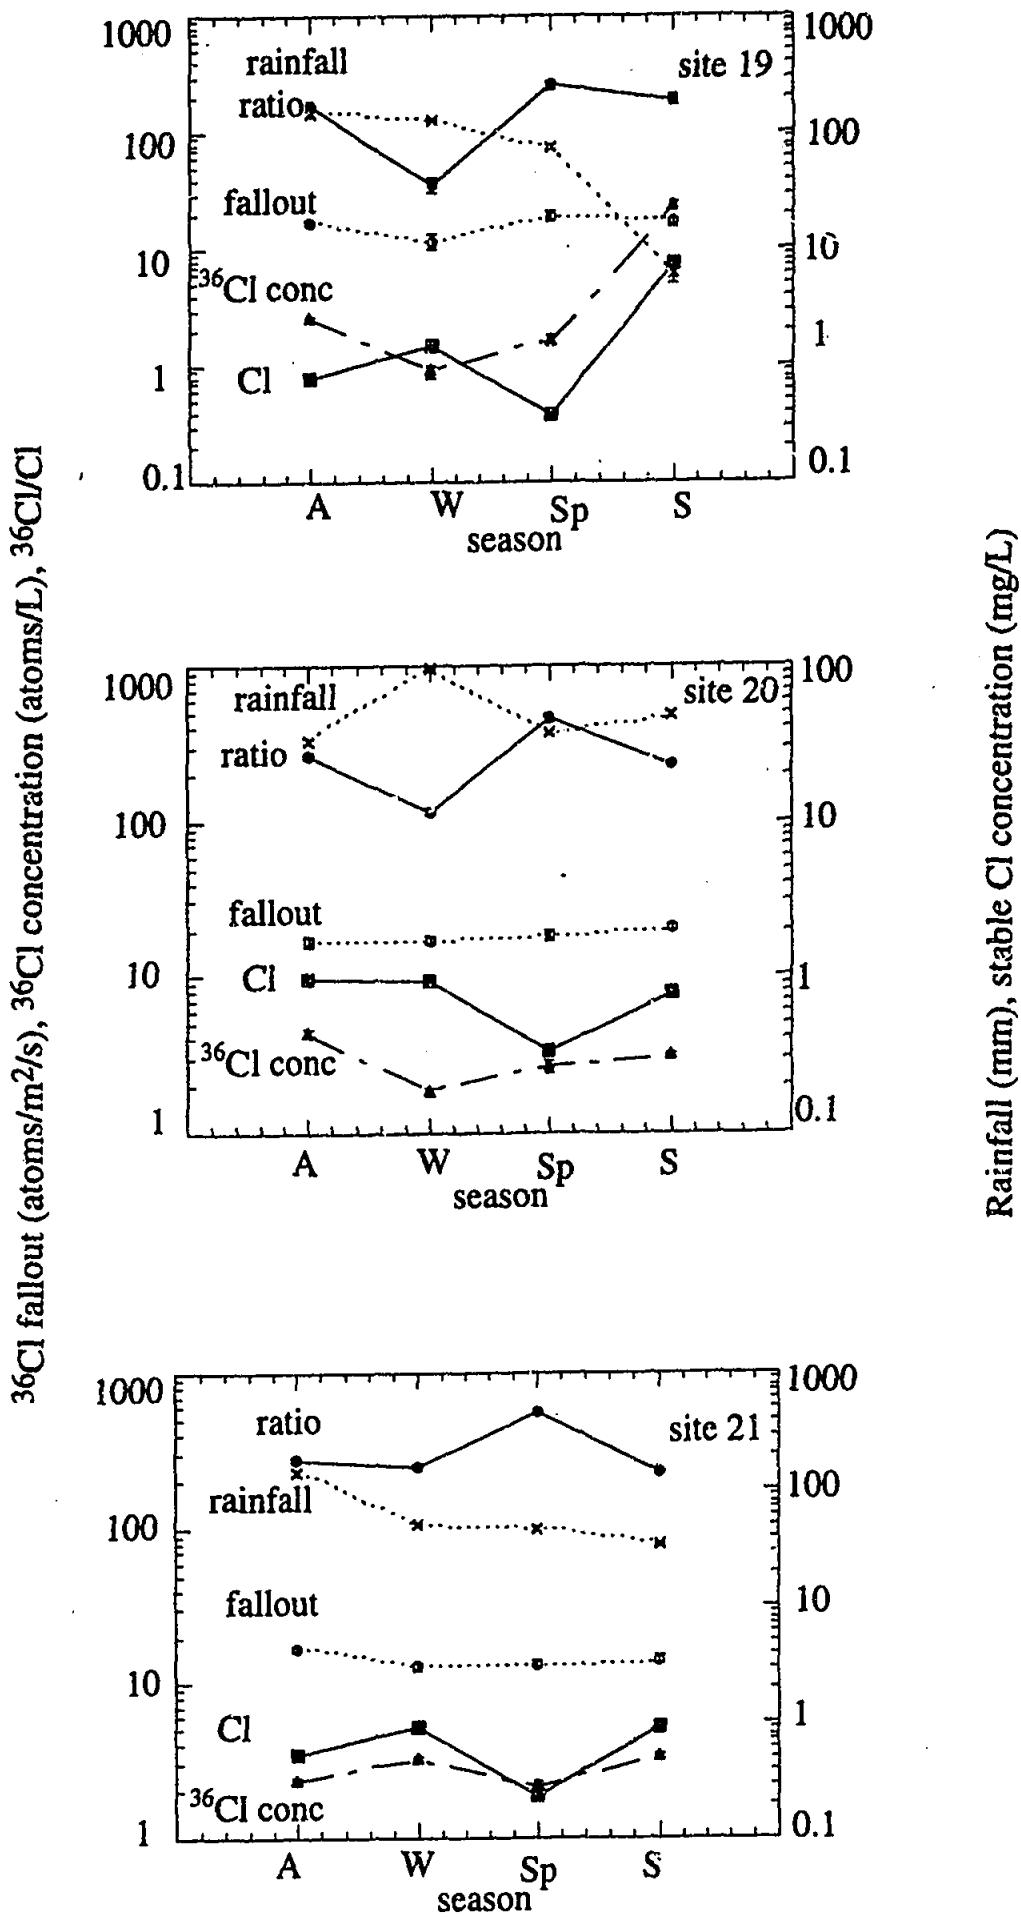 ³⁶Cl fallout (atoms/m²/s), ³⁶Cl concentration (atoms/L), ³⁶Cl/Cl
Rainfall (mm), stable Cl concentration (mg/L)
1000
100
10
1
0.1
rainfall
ratio
fallout
³⁶Cl conc
Cl
site 19
1000
100
10
1
0.1
A W Sp S
season
1000
100
10
1
rainfall
ratio
fallout
Cl
³⁶Cl conc
site 20
100
10
1
0.1
A W Sp S
season
1000
100
10
1
ratio
rainfall
fallout
Cl
³⁶Cl conc
site 21
1000
100
10
1
0.1
A W Sp S
season